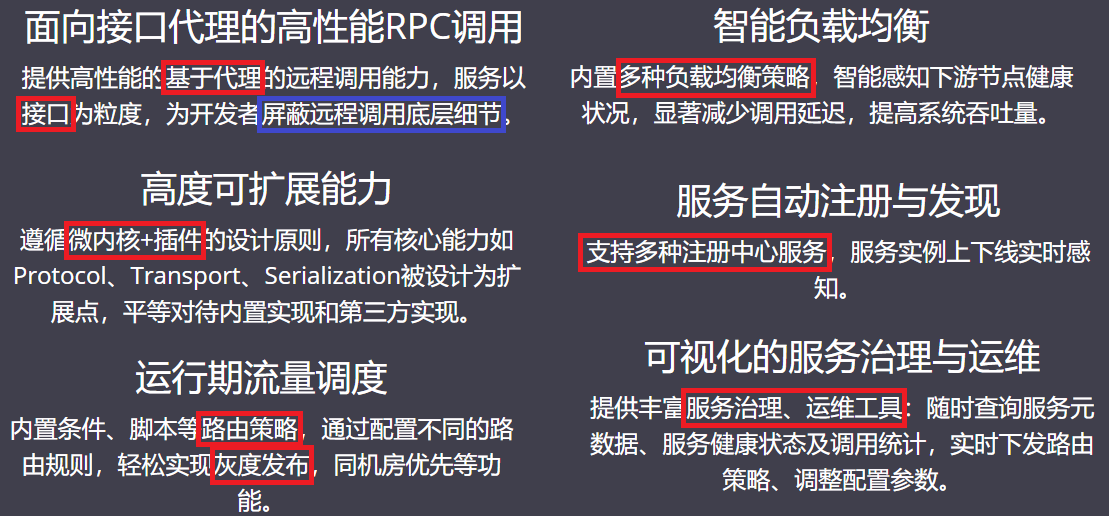 面向接口代理的高性能RPC调用
提供高性能的基于代理的远程调用能力，服务以
接口为粒度，为开发者屏蔽远程调用底层细节。
智能负载均衡
内置多种负载均衡策略，智能感知下游节点健康
状况，显著减少调用延迟，提高系统吞吐量。
高度可扩展能力
遵循微内核+插件的设计原则，所有核心能力如
Protocol、Transport、Serialization被设计为扩
展点，平等对待内置实现和第三方实现。
服务自动注册与发现
支持多种注册中心服务，服务实例上下线实时感
知。
运行期流量调度
内置条件、脚本等路由策略，通过配置不同的路
由规则，轻松实现灰度发布，同机房优先等功
能。
可视化的服务治理与运维
提供丰富服务治理、运维工具：随时查询服务元
数据、服务健康状态及调用统计，实时下发路由
策略、调整配置参数。